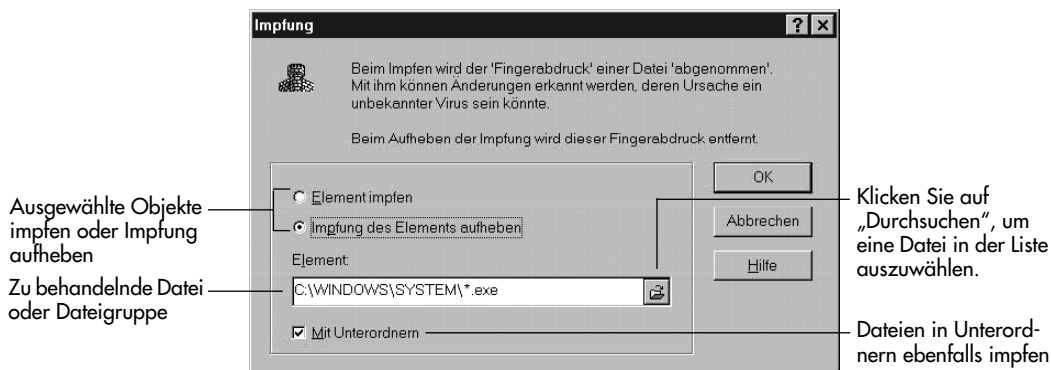 Impfung
Beim Impfen wird der 'Fingerabdruck' einer Datei 'abgenommen'.
Mit ihm können Änderungen erkannt werden, deren Ursache ein
unbekannter Virus sein könnte.
Beim Aufheben der Impfung wird dieser Fingerabdruck entfernt.
Element impfen
Impfung des Elements aufheben
Element:
C:\WINDOWS\SYSTEM\*.exe
Mit Unterordnern
OK
Abbrechen
Hilfe
Ausgewählte Objekte
impfen oder Impfung
aufheben
Zu behandelnde Datei
oder Dateigruppe
Klicken Sie auf
„Durchsuchen“, um
eine Datei in der Liste
auszuwählen.
Dateien in Unterord-
nern ebenfalls impfen